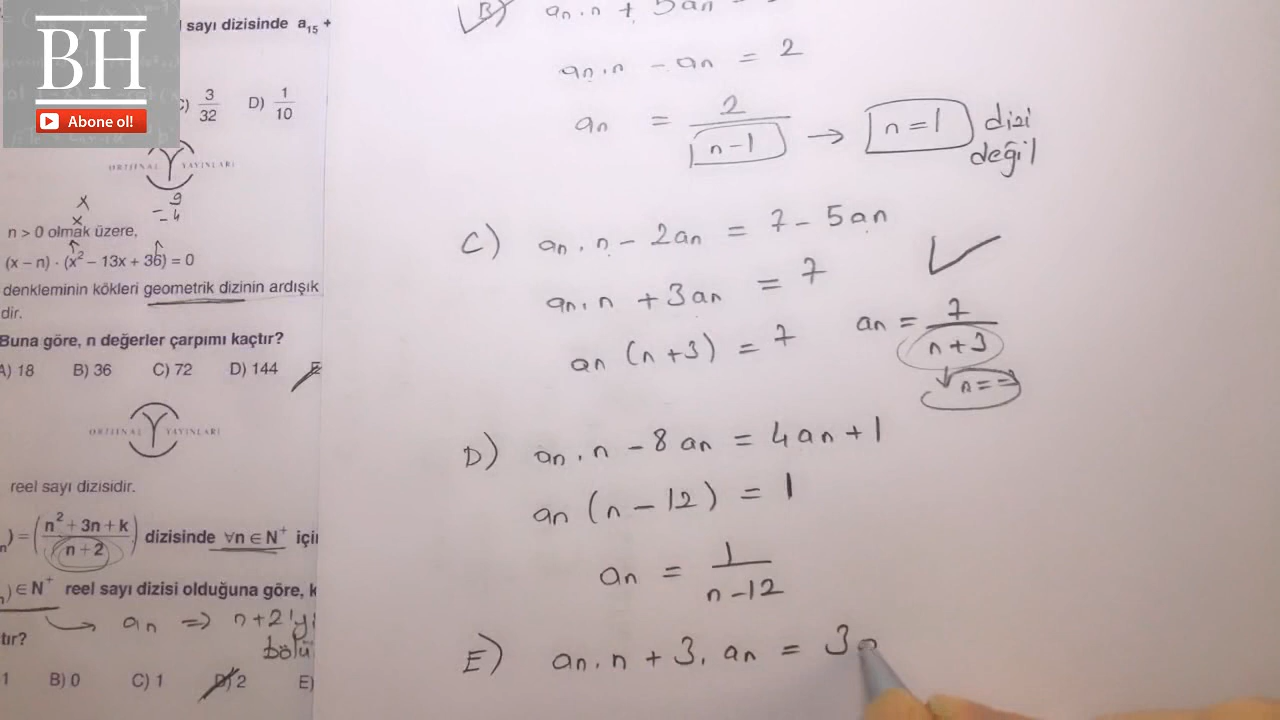 BH
Abone ol!
sayı dizisinde a₁₅ +
3/32 D) 1/10
ORİJİNAL YAYINLARI
x 9
x -4
n > 0 olmak üzere,
(x – n) · (x² – 13x + 36) = 0
denkleminin kökleri geometrik dizinin ardışık
dir.
Buna göre, n değerler çarpımı kaçtır?
A) 18 B) 36 C) 72 D) 144 E
ORİJİNAL YAYINLARI
reel sayı dizisidir.
) = (n² + 3n + k / n + 2) dizisinde ∀n ∈ N⁺ için
) ∈ N⁺ reel sayı dizisi olduğuna göre, k
an ⇒ n+2'yi
tır? bölü
1 B) 0 C) 1 D) 2 E)
B) an.n + 5an =
an.n - an = 2
an = 2/(n-1) → n=1 dizi
değil
C) an.n - 2an = 7 - 5an
an.n + 3an = 7
an (n+3) = 7 an = 7/(n+3)
n = -
D) an.n - 8an = 4an + 1
an (n-12) = 1
an = 1/(n-12)
E) an.n + 3.an = 3